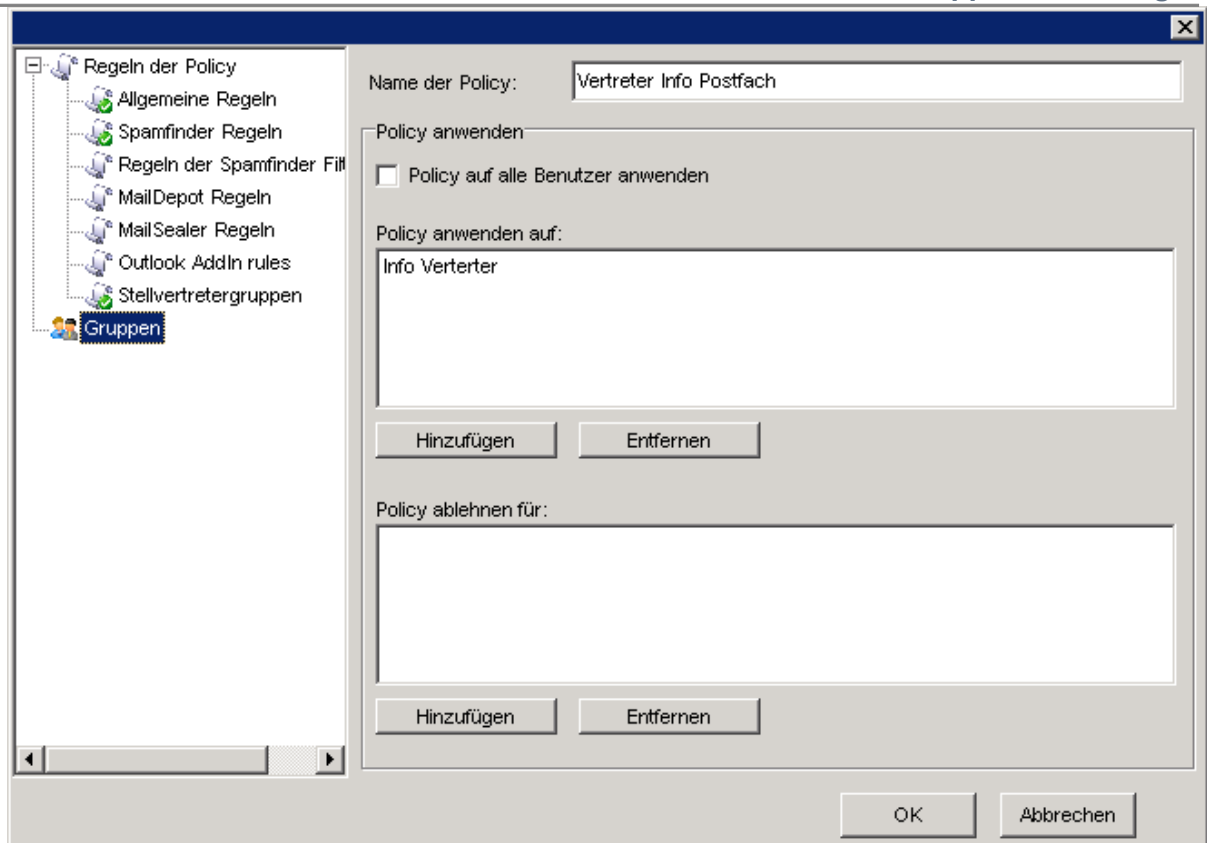 Regeln der Policy
Allgemeine Regeln
Spamfinder Regeln
Regeln der Spamfinder
MailDepot Regeln
MailSealer Regeln
Outlook AddIn rules
Stellvertretergruppen
Gruppen
Name der Policy:
Vertreter Info Postfach
Policy anwenden
Policy auf alle Benutzer anwenden
Policy anwenden auf:
Info Verterter
Hinzufügen
Entfernen
Policy ablehnen für:
Hinzufügen
Entfernen
OK
Abbrechen